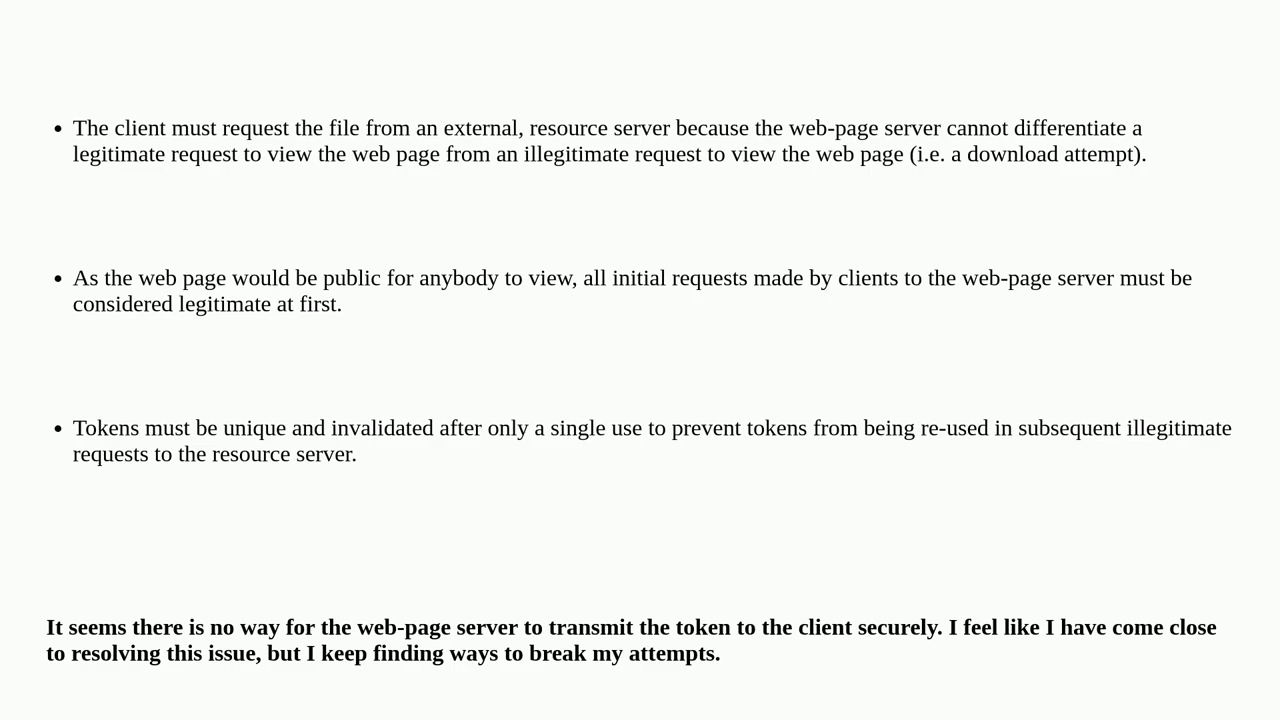 • The client must request the file from an external, resource server because the web-page server cannot differentiate a
legitimate request to view the web page from an illegitimate request to view the web page (i.e. a download attempt).
• As the web page would be public for anybody to view, all initial requests made by clients to the web-page server must be
considered legitimate at first.
• Tokens must be unique and invalidated after only a single use to prevent tokens from being re-used in subsequent illegitimate
requests to the resource server.
It seems there is no way for the web-page server to transmit the token to the client securely. I feel like I have come close
to resolving this issue, but I keep finding ways to break my attempts.